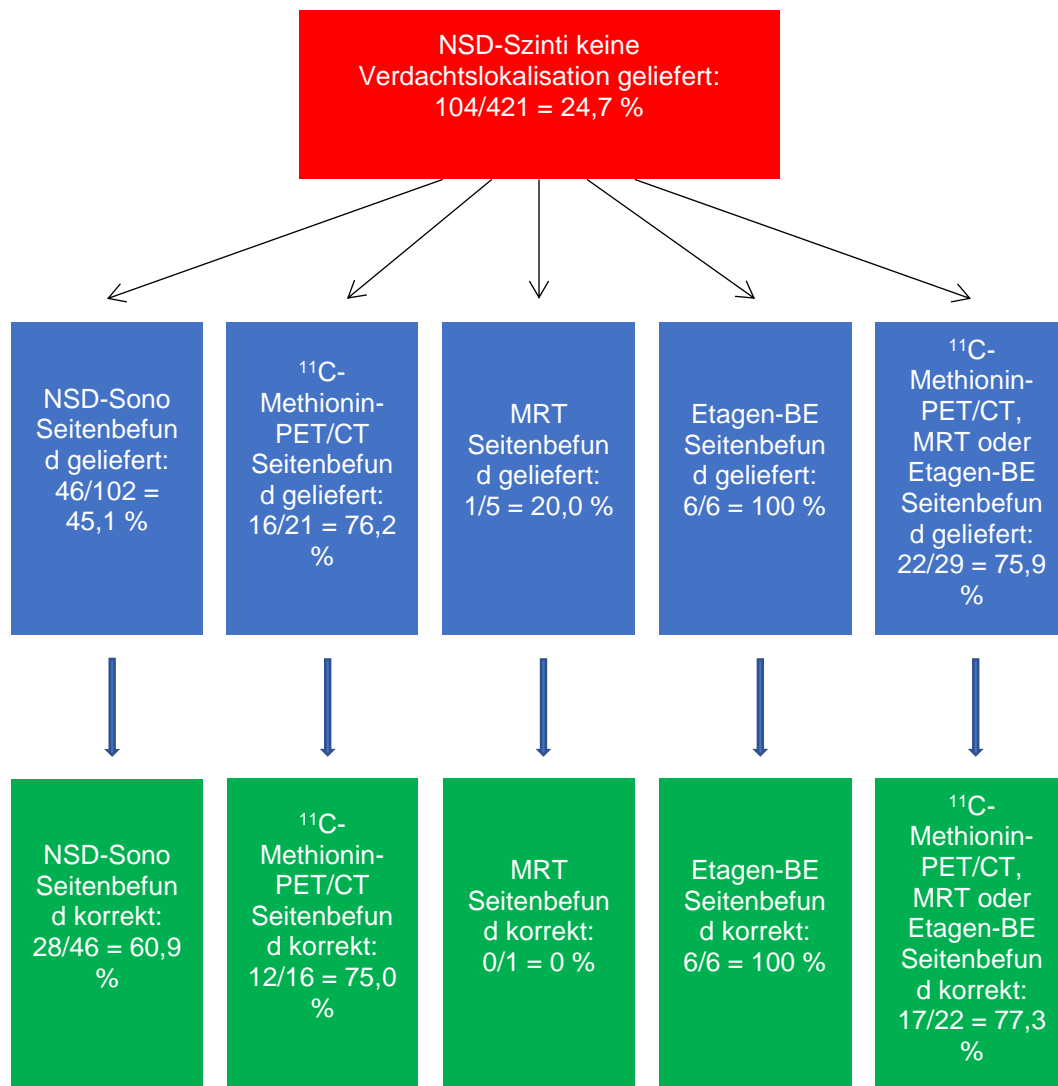 NSD-Szinti keine
Verdachtslokalisation geliefert:
104/421 = 24,7 %
NSD-Sono
Seitenbefun
d geliefert:
46/102 =
45,1 %
¹¹C-
Methionin-
PET/CT
Seitenbefun
d geliefert:
16/21 = 76,2
%
MRT
Seitenbefun
d geliefert:
1/5 = 20,0 %
Etagen-BE
Seitenbefun
d geliefert:
6/6 = 100 %
¹¹C-
Methionin-
PET/CT,
MRT oder
Etagen-BE
Seitenbefun
d geliefert:
22/29 = 75,9
%
NSD-Sono
Seitenbefun
d korrekt:
28/46 = 60,9
%
¹¹C-
Methionin-
PET/CT
Seitenbefun
d korrekt:
12/16 = 75,0
%
MRT
Seitenbefun
d korrekt:
0/1 = 0 %
Etagen-BE
Seitenbefun
d korrekt:
6/6 = 100 %
¹¹C-
Methionin-
PET/CT,
MRT oder
Etagen-BE
Seitenbefun
d korrekt:
17/22 = 77,3
%